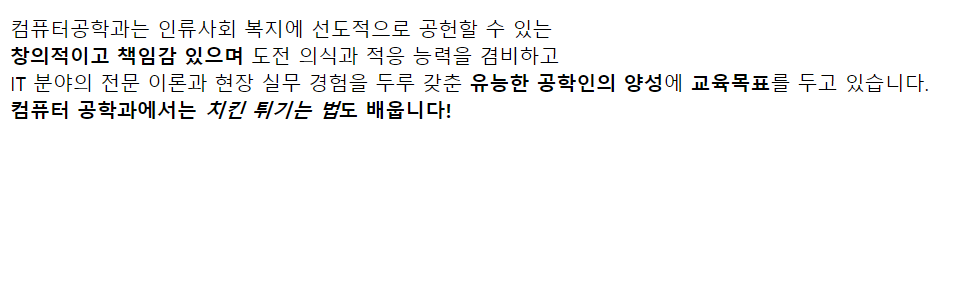 컴퓨터공학과는 인류사회 복지에 선도적으로 공헌할 수 있는
창의적이고 책임감 있으며 도전 의식과 적응 능력을 겸비하고
IT 분야의 전문 이론과 현장 실무 경험을 두루 갖춘 유능한 공학인의 양성에 교육목표를 두고 있습니다.
컴퓨터 공학과에서는 치킨 튀기는 법도 배웁니다!